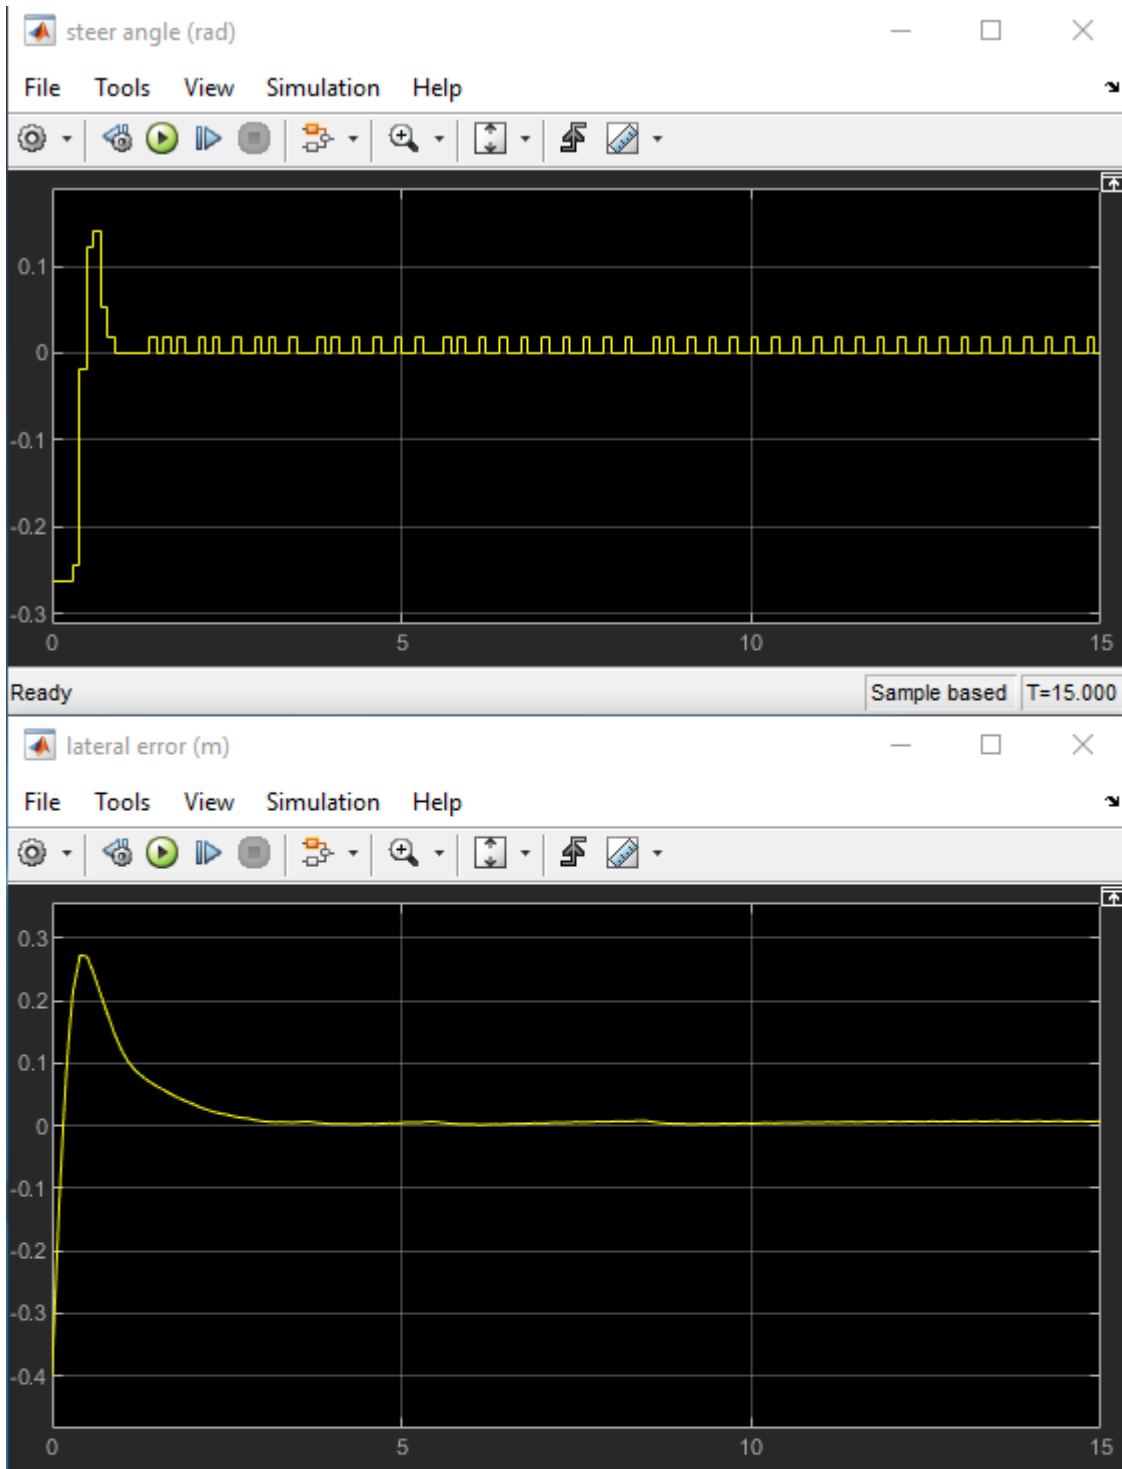 steer angle (rad)
File Tools View Simulation Help
0.1
0
-0.1
-0.2
-0.3
0 5 10 15
Ready Sample based T=15.000
lateral error (m)
File Tools View Simulation Help
0.3
0.2
0.1
0
-0.1
-0.2
-0.3
-0.4
0 5 10 15